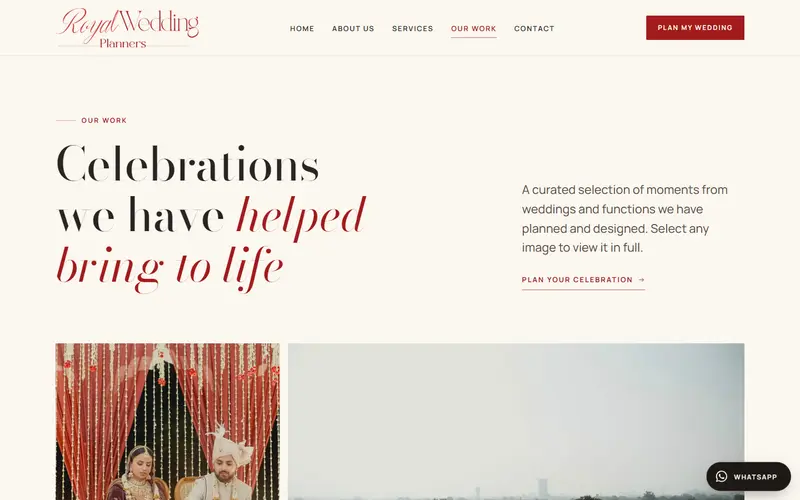 Royal Wedding
Planners
HOME
ABOUT US
SERVICES
OUR WORK
CONTACT
PLAN MY WEDDING
OUR WORK
Celebrations
we have helped
bring to life
A curated selection of moments from
weddings and functions we have
planned and designed. Select any
image to view it in full.
PLAN YOUR CELEBRATION →
WHATSAPP